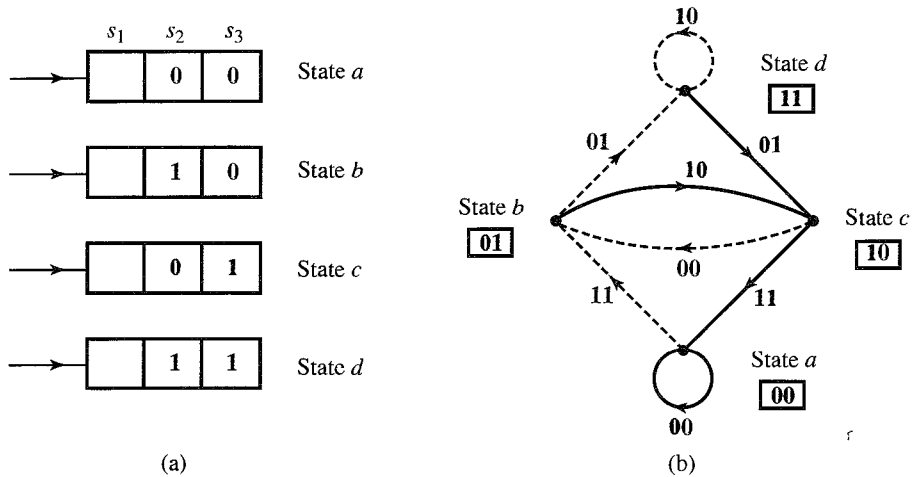 s1 s2 s3
0 0 State a
1 0 State b
0 1 State c
1 1 State d
(a)
10
State d
11
01
01
10
State b
01
State c
10
00
11
11
State a
00
00
(b)